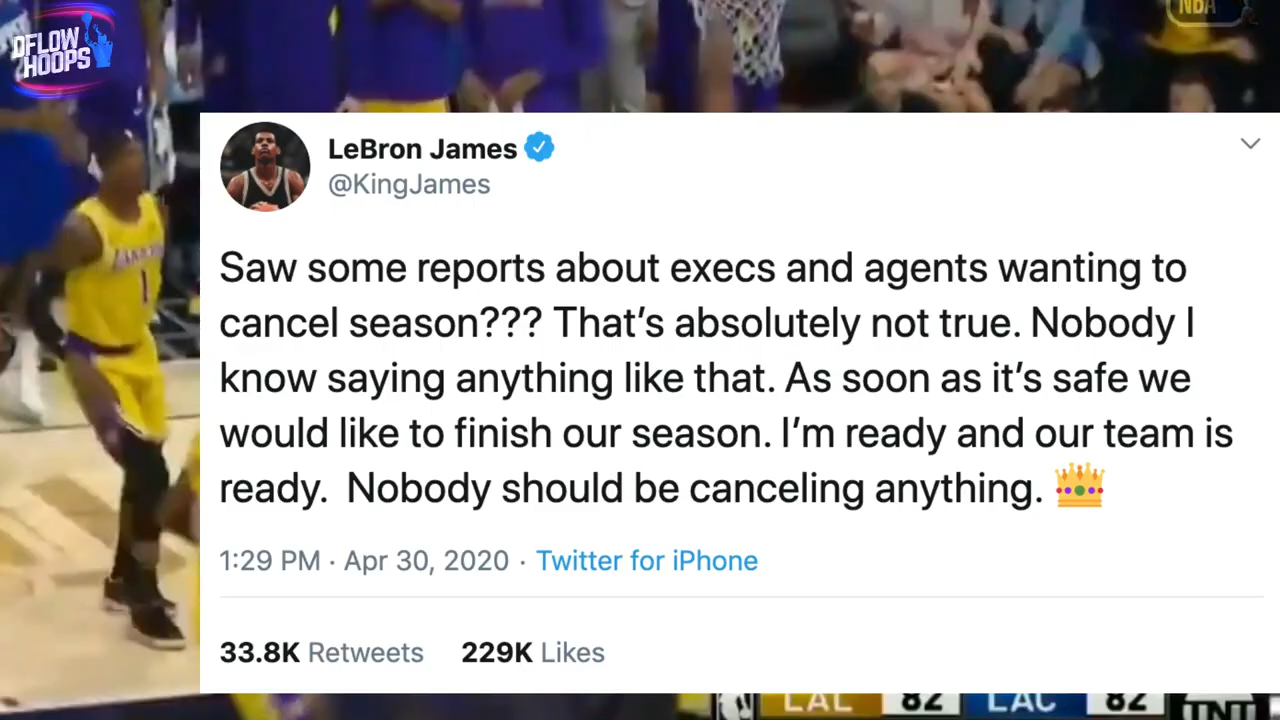 DFLOW
HOOPS
NBA
LeBron James
@KingJames
Saw some reports about execs and agents wanting to
cancel season??? That’s absolutely not true. Nobody I
know saying anything like that. As soon as it’s safe we
would like to finish our season. I’m ready and our team is
ready.  Nobody should be canceling anything. 👑
1:29 PM · Apr 30, 2020 · Twitter for iPhone
33.8K Retweets 229K Likes
LAL 82 LAC 82 TNT
1